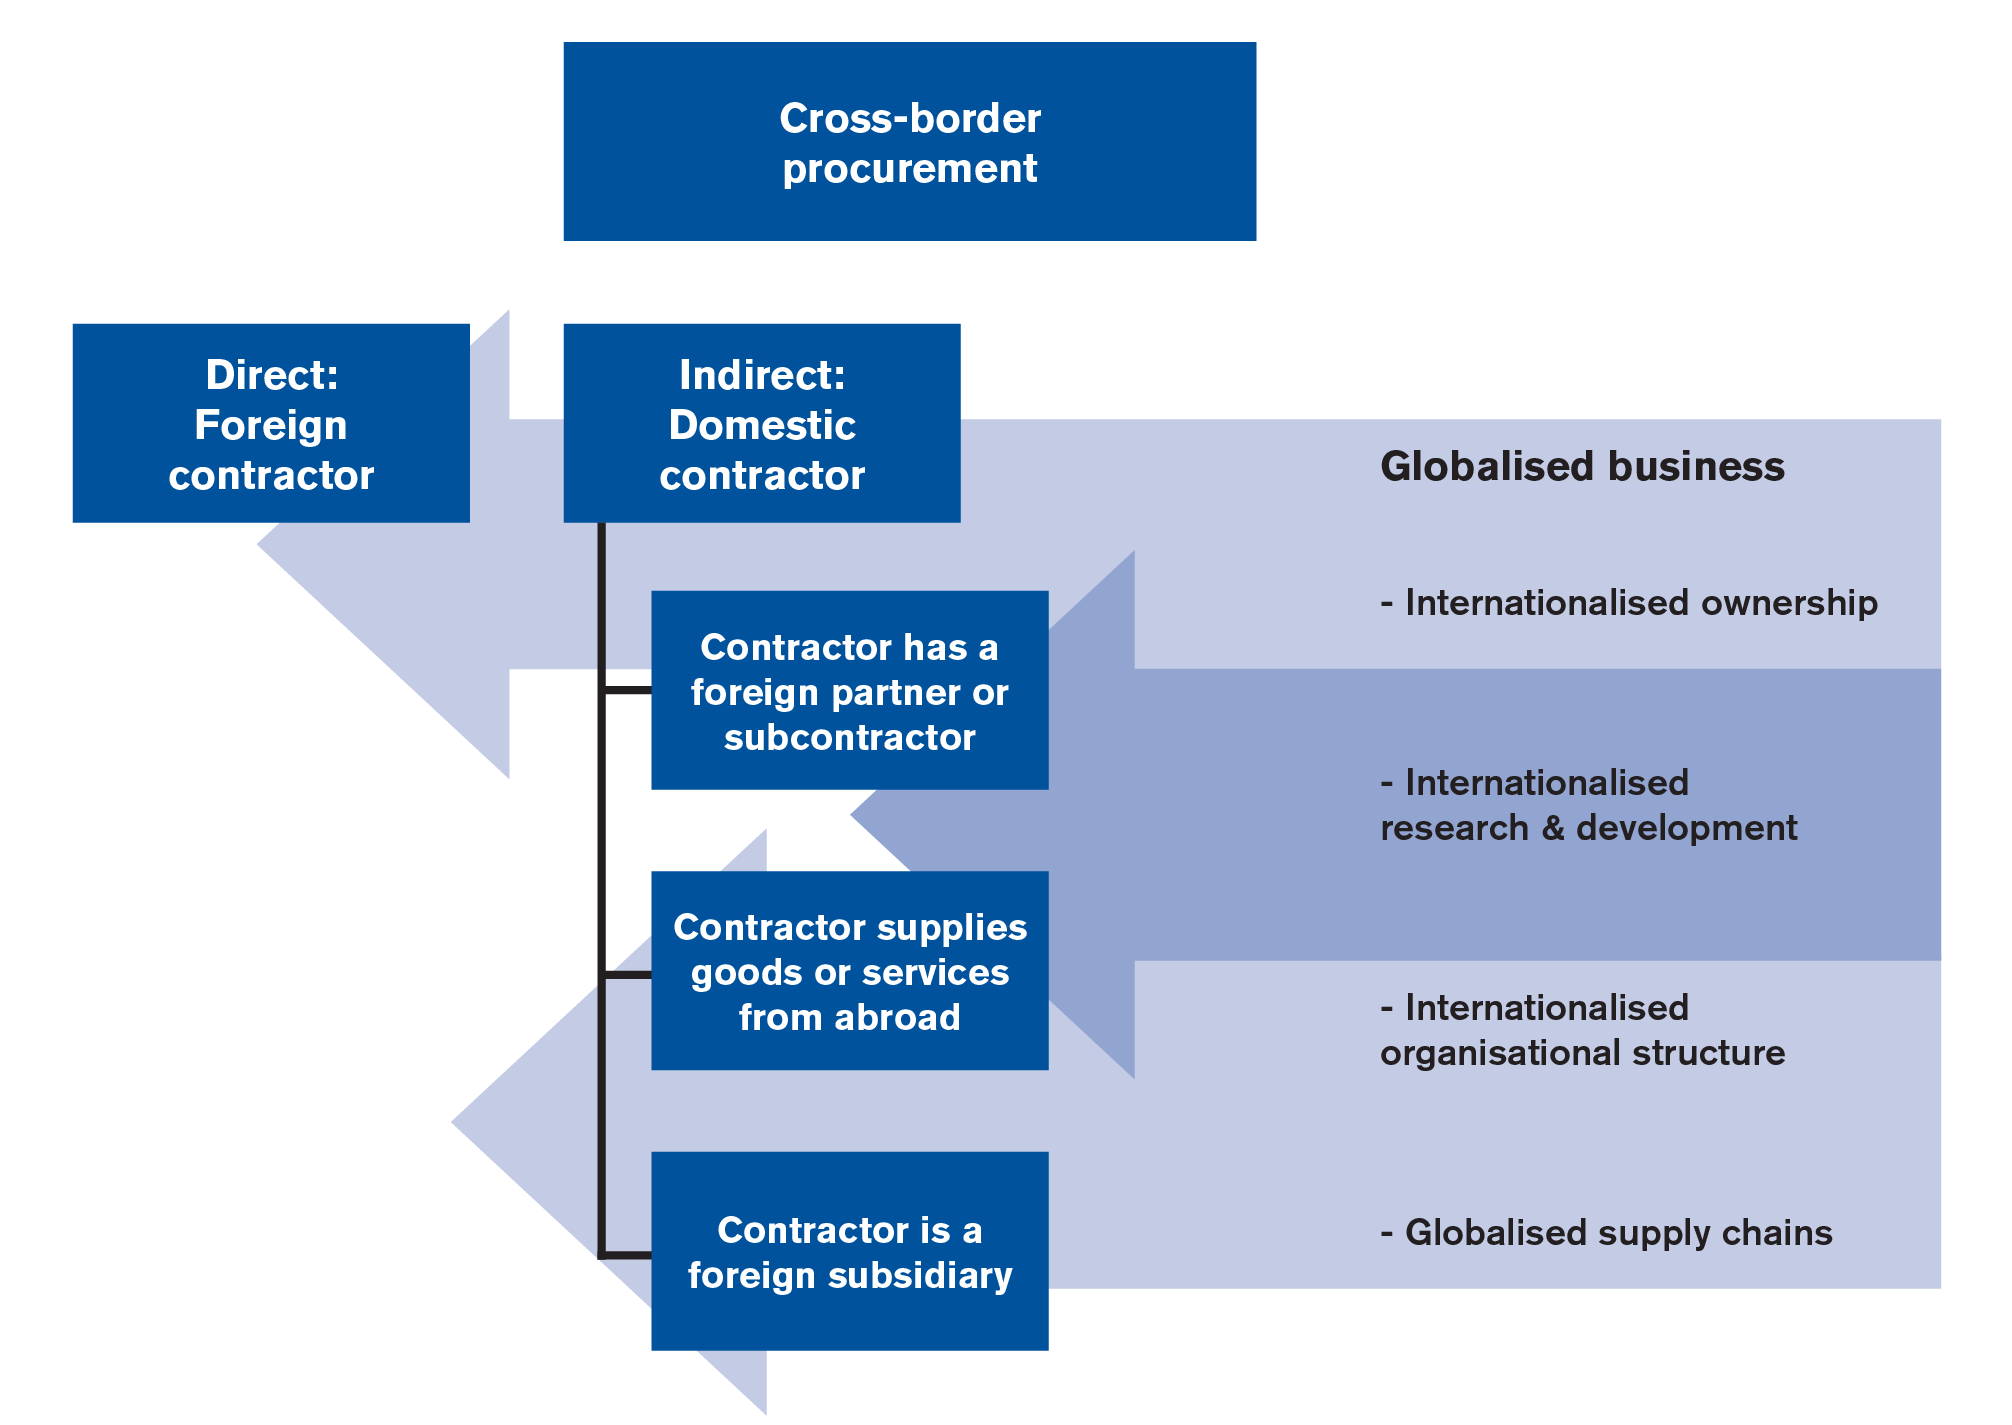 Cross-border
procurement
Direct:
Foreign
contractor
Indirect:
Domestic
contractor
Globalised business
- Internationalised ownership
Contractor has a
foreign partner or
subcontractor
- Internationalised
research & development
Contractor supplies
goods or services
from abroad
- Internationalised
organisational structure
Contractor is a
foreign subsidiary
- Globalised supply chains